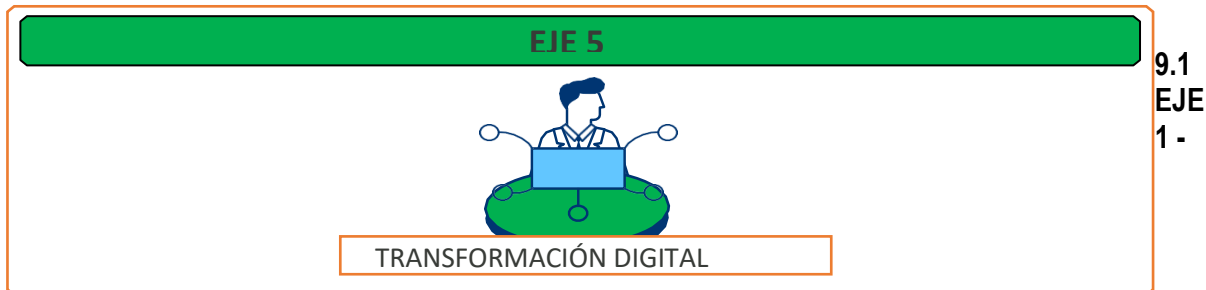 EJE 5
TRANSFORMACIÓN DIGITAL
9.1
EJE
1 -